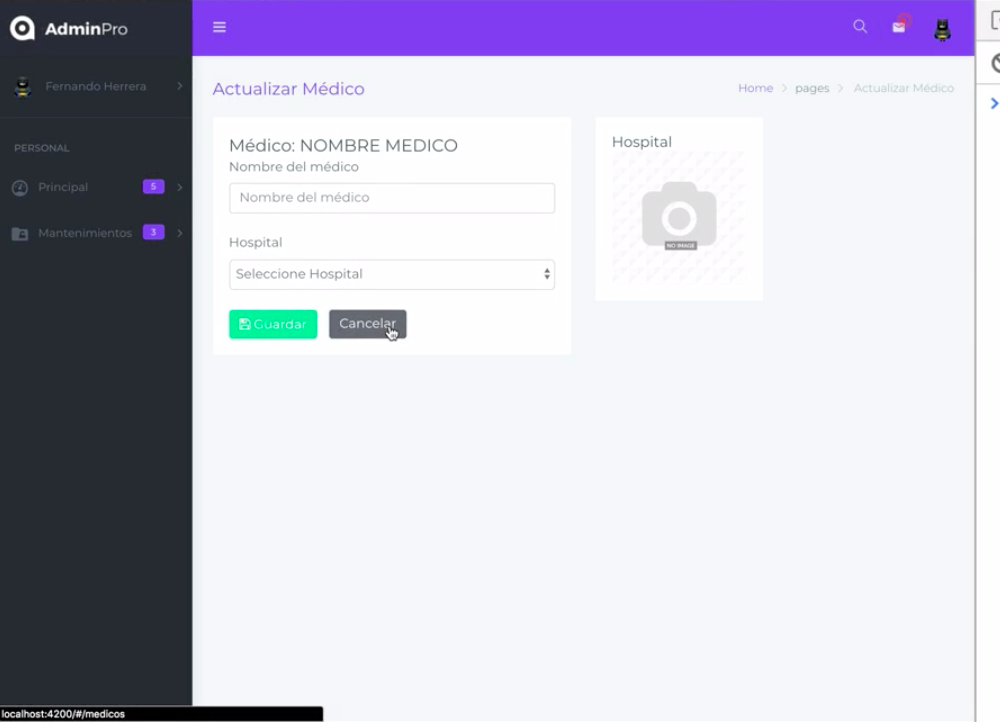 AdminPro
Fernando Herrera
PERSONAL
Principal
5
Mantenimientos
3
Actualizar Médico
Home
pages
Actualizar Médico
Médico: NOMBRE MEDICO
Nombre del médico
Nombre del médico
Hospital
Seleccione Hospital
Guardar
Cancelar
Hospital
NO IMAGE
localhost:4200/#/medicos